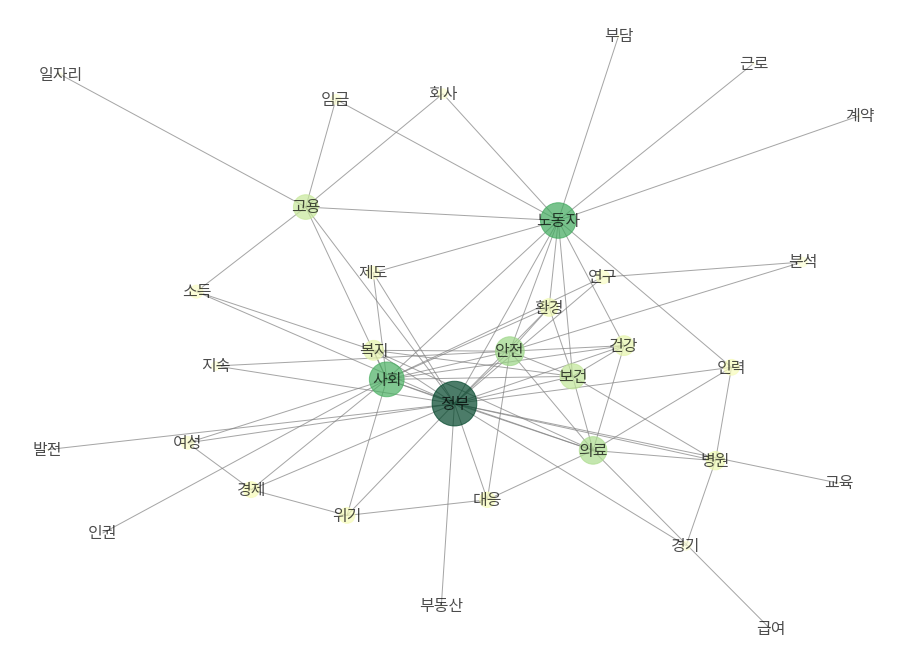 부담
근로
일자리
회사
임금
계약
고용
노동자
분석
제도
연구
소득
환경
복지
안전
건강
지속
사회
보건
인력
정부
여성
발전
의료
병원
교육
경제
대응
위기
인권
경기
부동산
급여